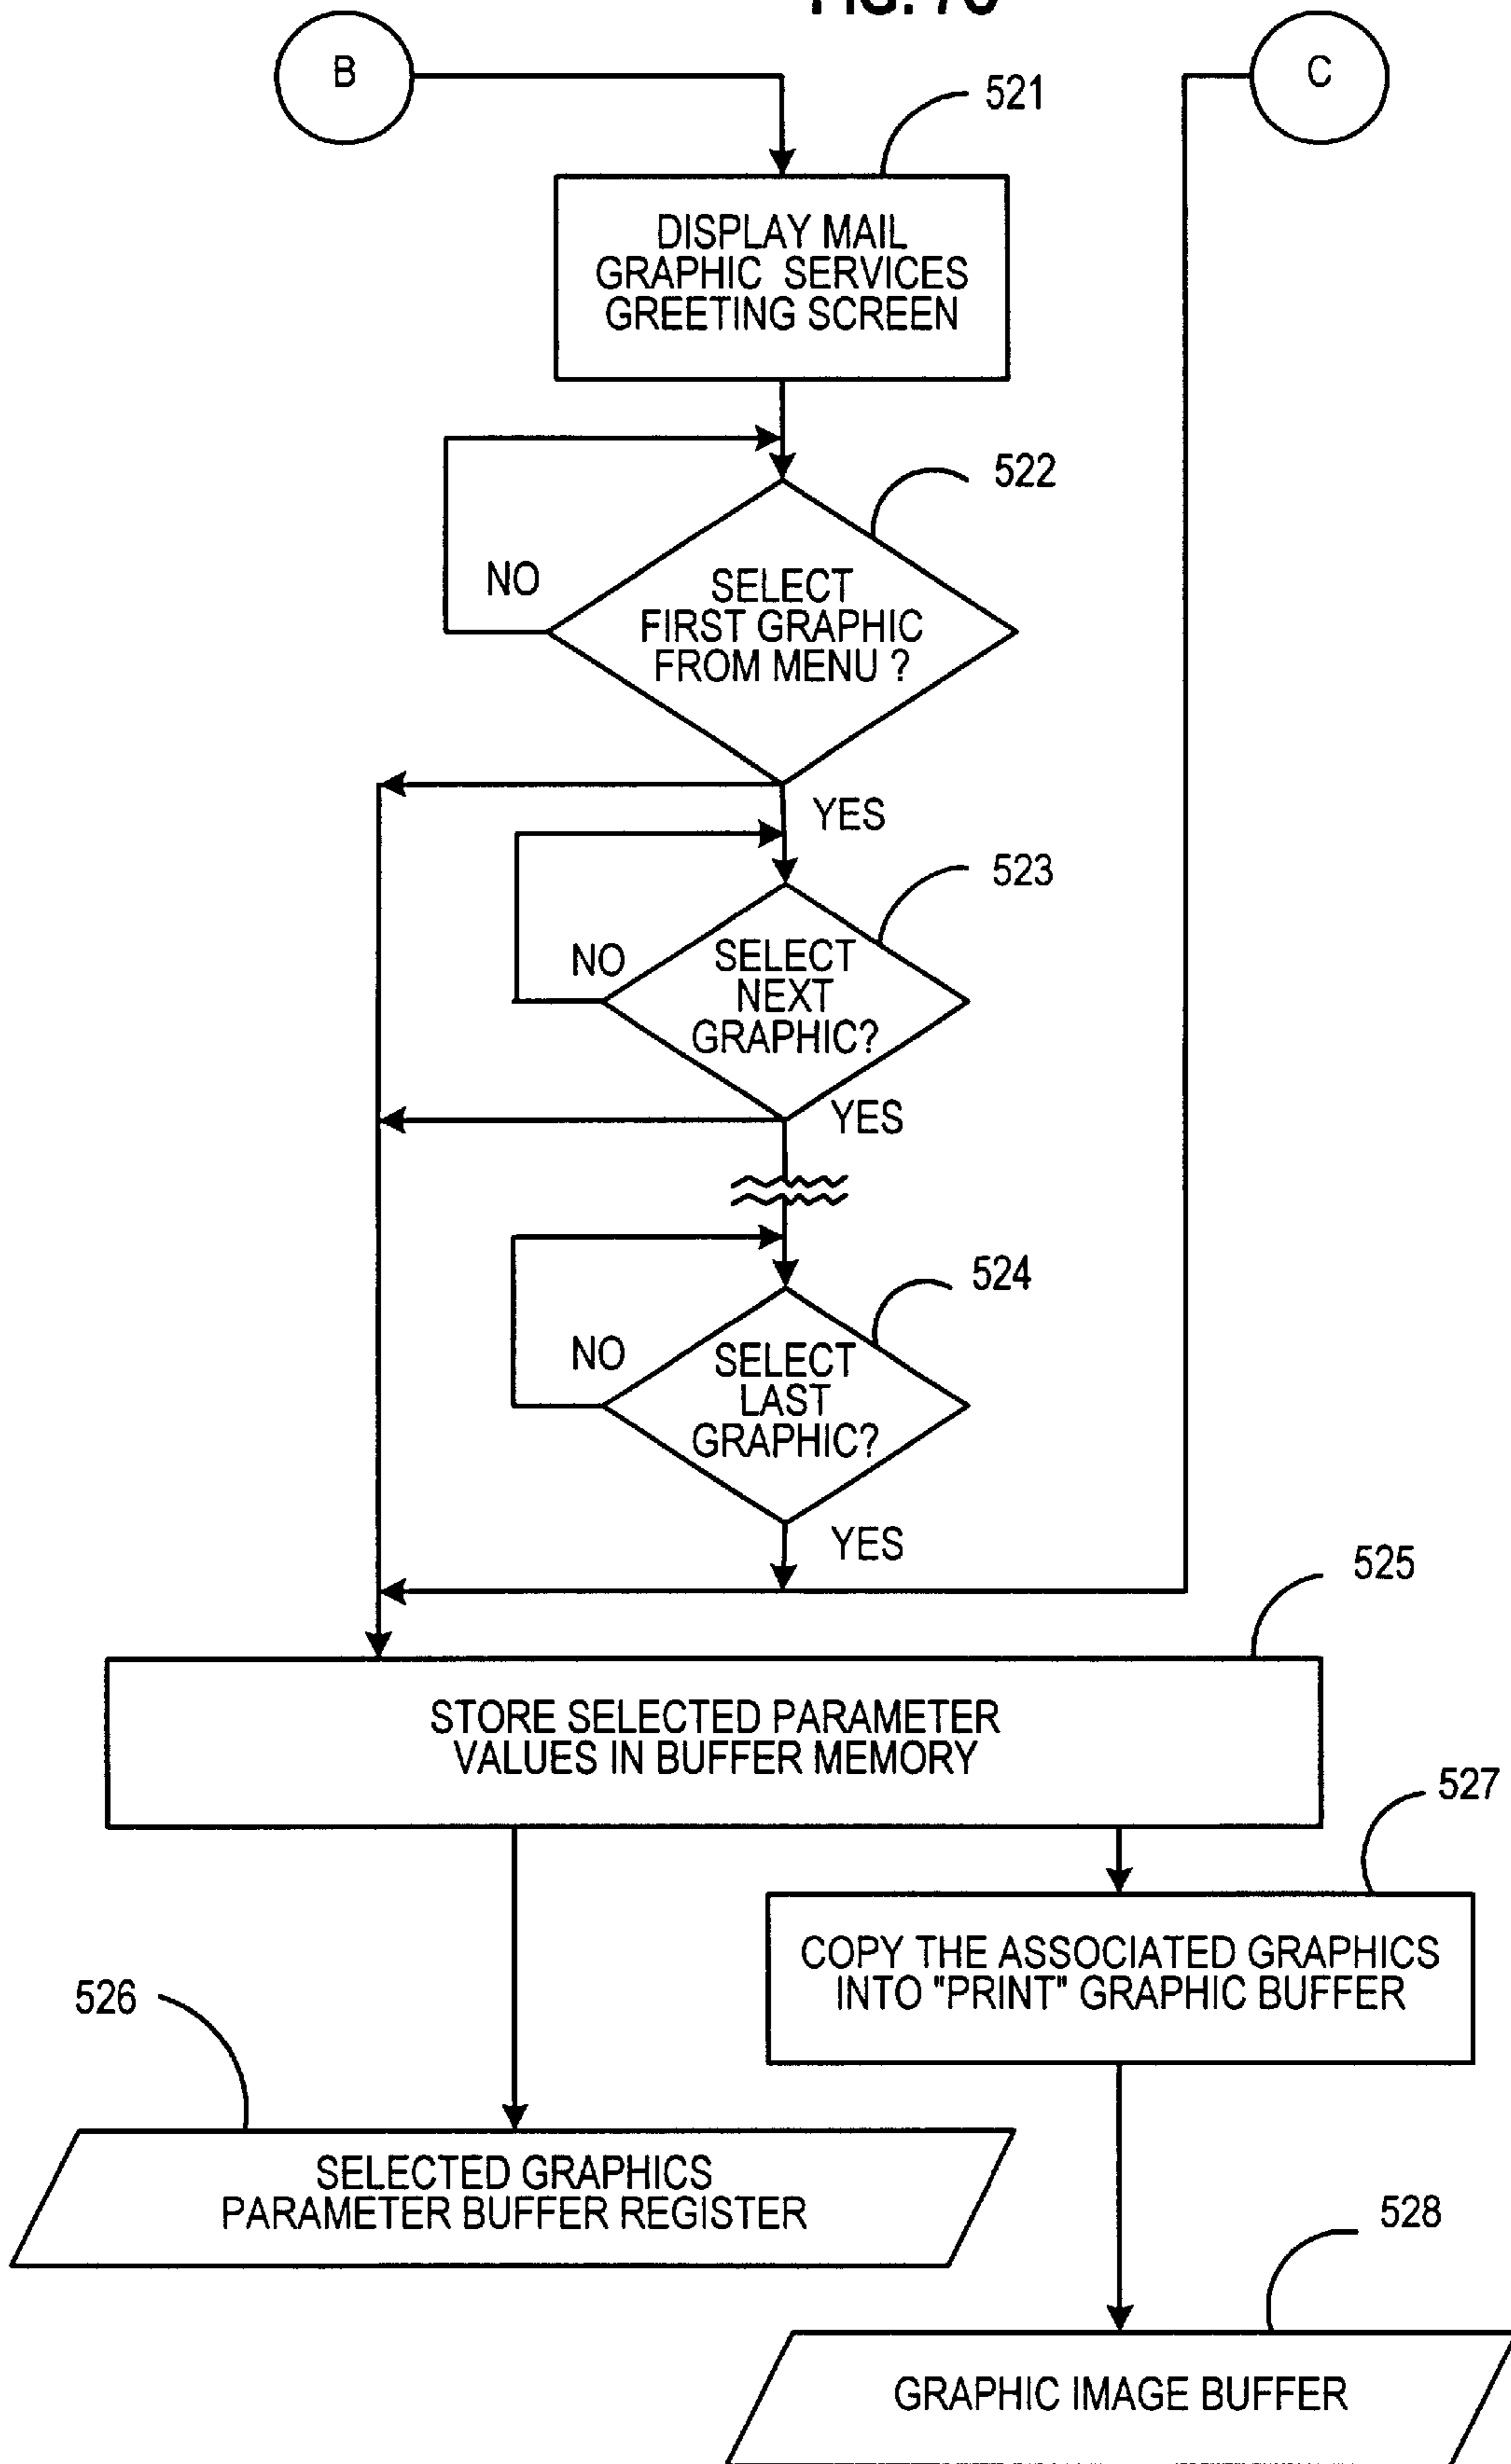 B
C
521
DISPLAY MAIL
GRAPHIC SERVICES
GREETING SCREEN
522
NO
SELECT
FIRST GRAPHIC
FROM MENU ?
YES
523
NO
SELECT
NEXT
GRAPHIC?
YES
524
NO
SELECT
LAST
GRAPHIC?
YES
525
STORE SELECTED PARAMETER
VALUES IN BUFFER MEMORY
527
COPY THE ASSOCIATED GRAPHICS
INTO "PRINT" GRAPHIC BUFFER
526
SELECTED GRAPHICS
PARAMETER BUFFER REGISTER
528
GRAPHIC IMAGE BUFFER